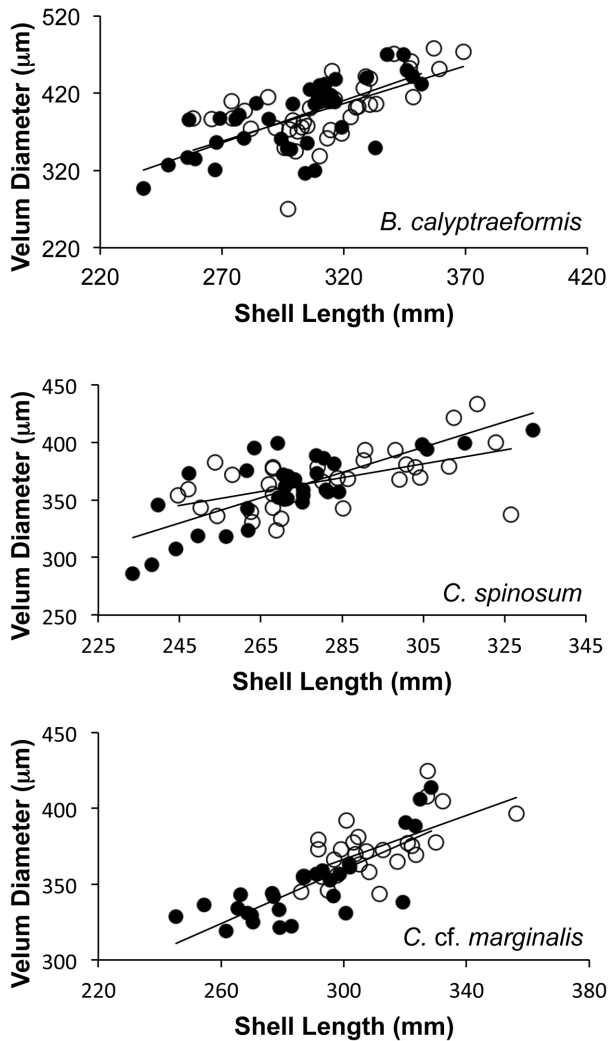 520
420
320
220
Velum Diameter (μm)
B. calyptraeformis
220 270 320 370 420
Shell Length (mm)
450
400
350
300
250
Velum Diameter (μm)
C. spinosum
225 245 265 285 305 325 345
Shell Length (mm)
450
400
350
300
Velum Diameter (μm)
C. cf. marginalis
220 260 300 340 380
Shell Length (mm)